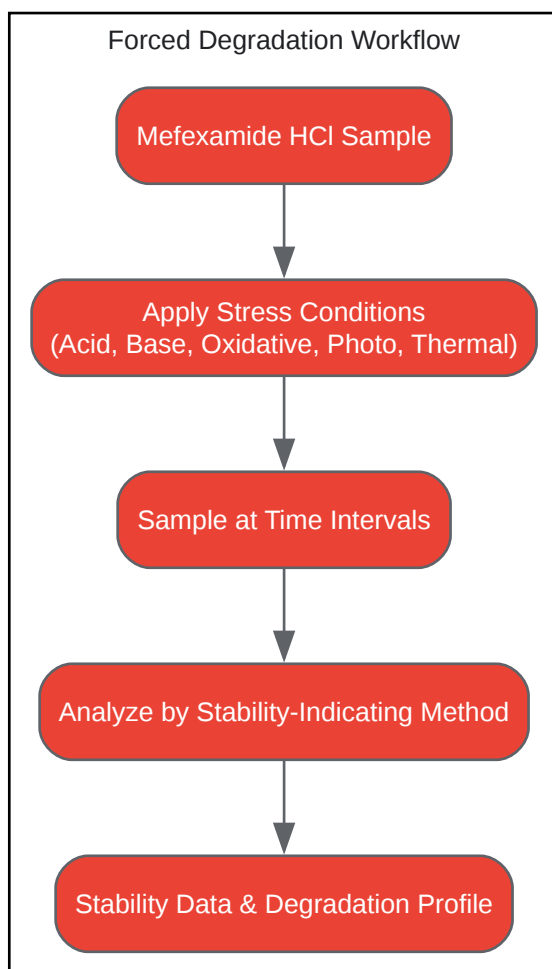 Forced Degradation Workflow
Mefexamide HCl Sample
Apply Stress Conditions
(Acid, Base, Oxidative, Photo, Thermal)
Sample at Time Intervals
Analyze by Stability-Indicating Method
Stability Data & Degradation Profile